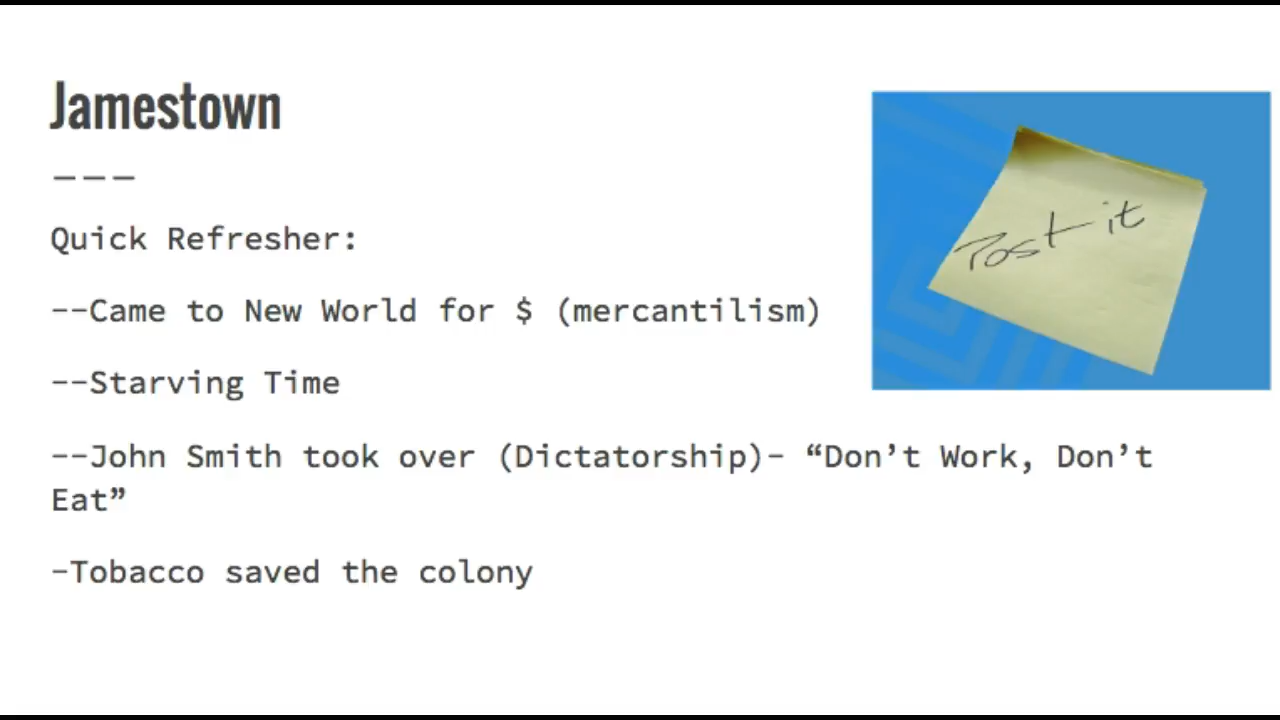 Jamestown
---
Quick Refresher:
--Came to New World for $ (mercantilism)
--Starving Time
--John Smith took over (Dictatorship)- “Don’t Work, Don’t
Eat”
-Tobacco saved the colony
Post it